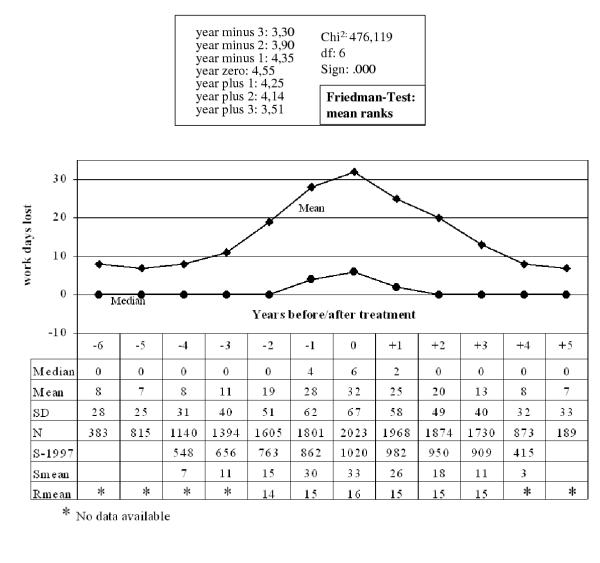 year minus 3: 3,30
year minus 2: 3,90
year minus 1: 4,35
year zero: 4,55
year plus 1: 4,25
year plus 2: 4,14
year plus 3: 3,51
Chi²: 476,119
df: 6
Sign: .000
Friedman-Test:
mean ranks
work days lost
30
20
10
0
-10
Mean
Median
Years before/after treatment
-6 -5 -4 -3 -2 -1 0 +1 +2 +3 +4 +5
Median 0 0 0 0 0 4 6 2 0 0 0 0
Mean 8 7 8 11 19 28 32 25 20 13 8 7
SD 28 25 31 40 51 62 67 58 49 40 32 33
N 383 815 1140 1394 1605 1801 2023 1968 1874 1730 873 189
S-1997 548 656 763 862 1020 982 950 909 415
Smean 7 11 15 30 33 26 18 11 3
Rmean * * * * 14 15 16 15 15 15 * *
* No data available